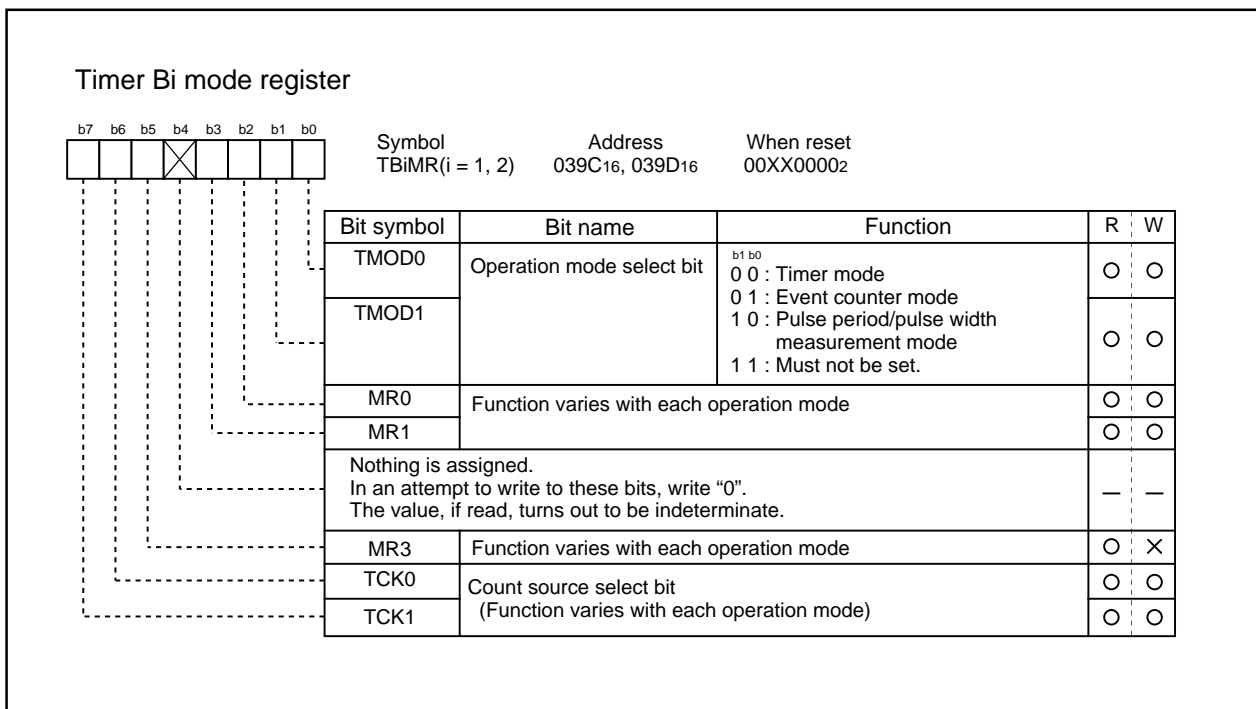 Timer Bi mode register
b7 b6 b5 b4 b3 b2 b1 b0
Symbol Address When reset
TBiMR(i = 1, 2) 039C16, 039D16 00XX00002
Bit symbol Bit name Function R W
TMOD0 Operation mode select bit b1 b0
0 0 : Timer mode
0 1 : Event counter mode
TMOD1 1 0 : Pulse period/pulse width
measurement mode
1 1 : Must not be set.
MR0 Function varies with each operation mode
MR1
Nothing is assigned.
In an attempt to write to these bits, write “0”.
The value, if read, turns out to be indeterminate.
MR3 Function varies with each operation mode
TCK0 Count source select bit
TCK1 (Function varies with each operation mode)